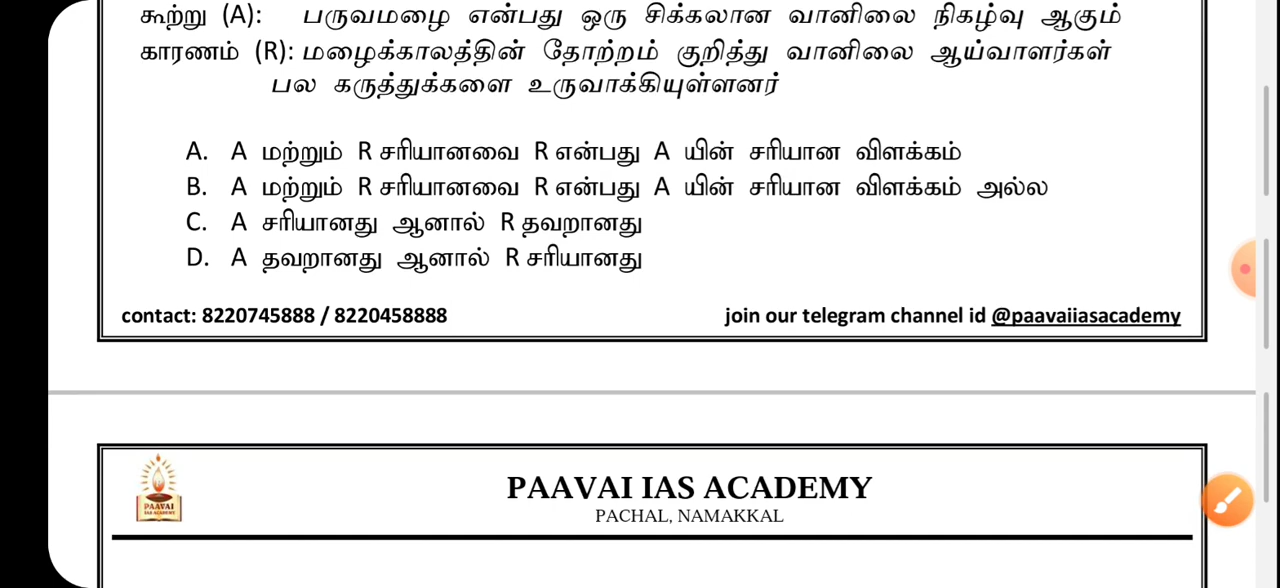 கூற்று (A): பருவமழை என்பது ஒரு சிக்கலான வானிலை நிகழ்வு ஆகும்
காரணம் (R): மழைக்காலத்தின் தோற்றம் குறித்து வானிலை ஆய்வாளர்கள்
பல கருத்துக்களை உருவாக்கியுள்ளனர்
A. A மற்றும் R சரியானவை R என்பது A யின் சரியான விளக்கம்
B. A மற்றும் R சரியானவை R என்பது A யின் சரியான விளக்கம் அல்ல
C. A சரியானது ஆனால் R தவறானது
D. A தவறானது ஆனால் R சரியானது
contact: 8220745888 / 8220458888 join our telegram channel id @paavaiiasacademy
PAAVAI IAS ACADEMY
PACHAL, NAMAKKAL
PAAVAI
IAS ACADEMY